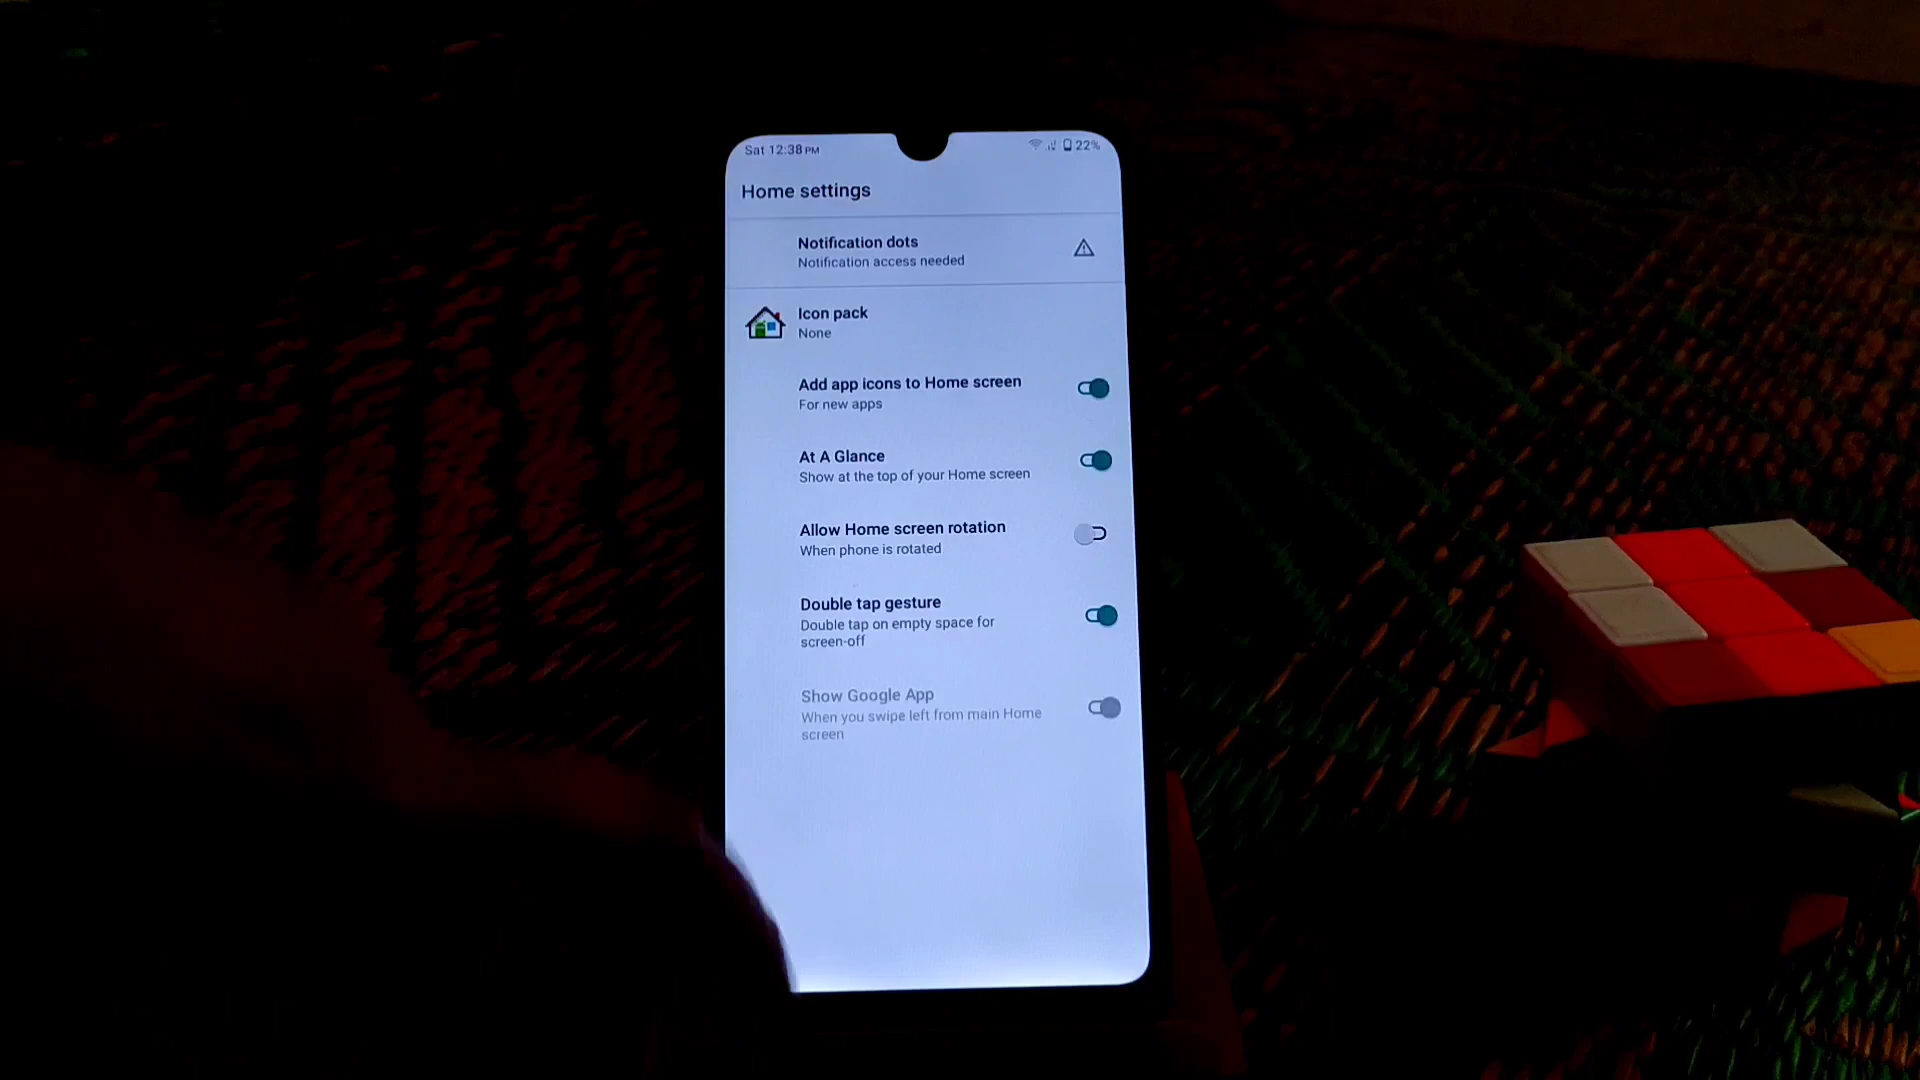 Sat 12:38 PM
22%
Home settings
Notification dots
Notification access needed
Icon pack
None
Add app icons to Home screen
For new apps
At A Glance
Show at the top of your Home screen
Allow Home screen rotation
When phone is rotated
Double tap gesture
Double tap on empty space for
screen-off
Show Google App
When you swipe left from main Home
screen